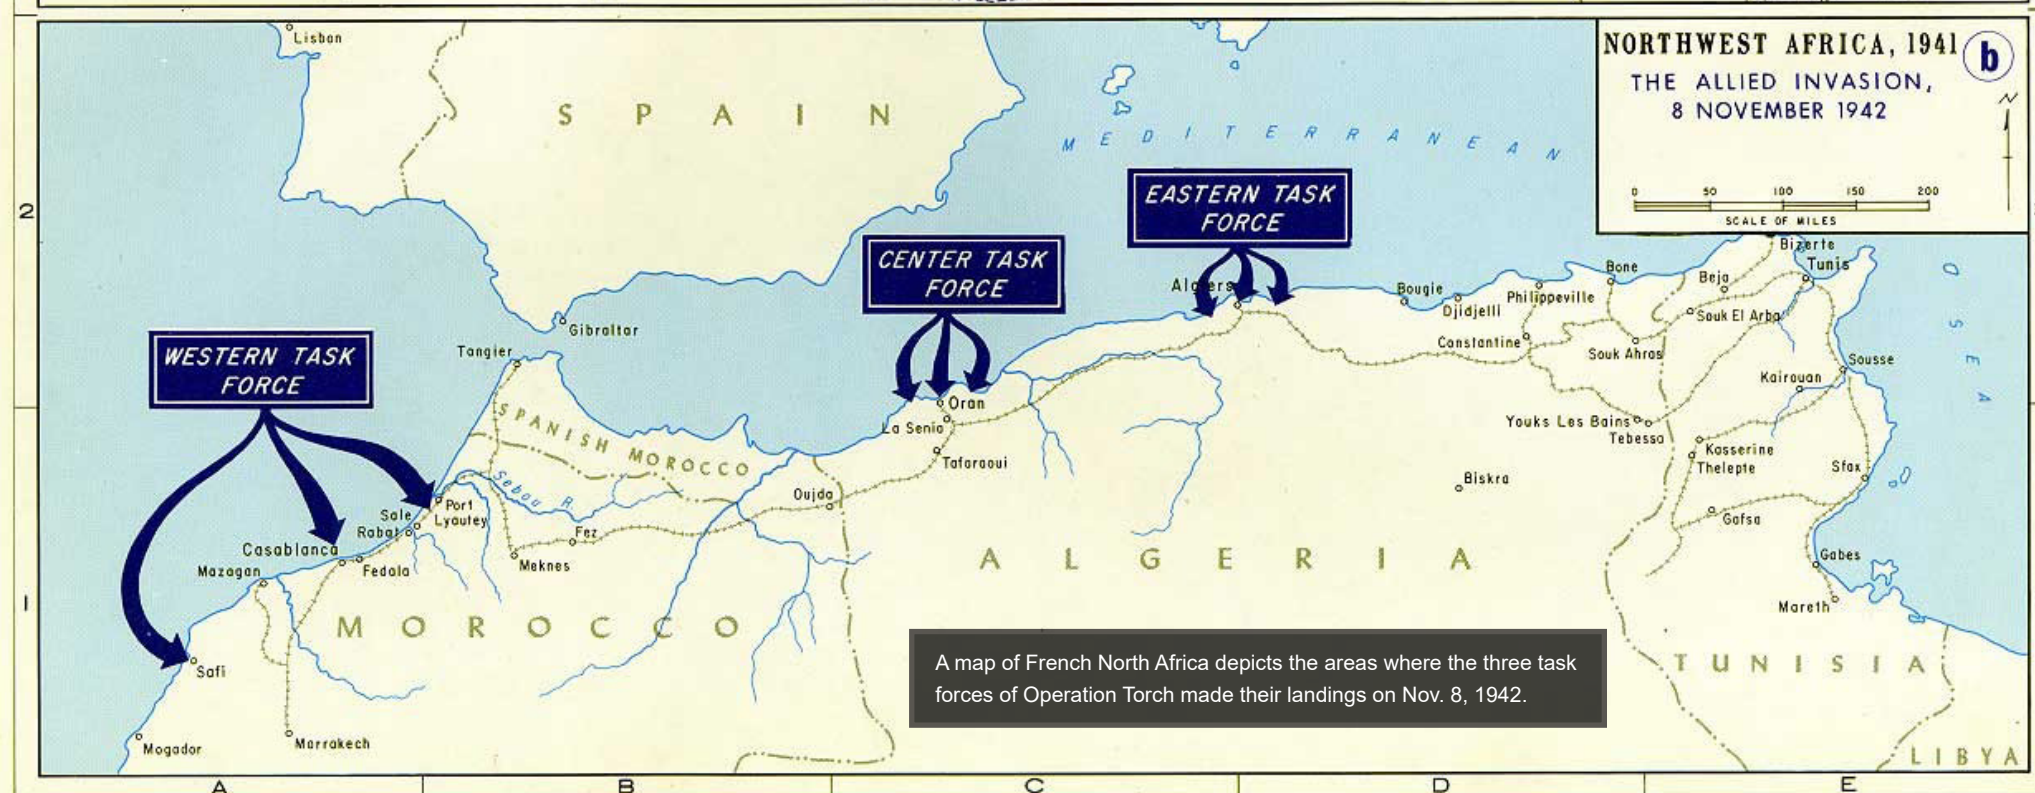 NORTHWEST AFRICA, 1941
b
THE ALLIED INVASION,
8 NOVEMBER 1942
N
0 50 100 150 200
SCALE OF MILES
Lisbon
SPAIN
MEDITERRANEAN
SEA
2
1
EASTERN TASK
FORCE
CENTER TASK
FORCE
WESTERN TASK
FORCE
Gibraltar
Tangier
SPANISH MOROCCO
Sebou R.
Port
Lyautey
Sale
Rabat
Casablanca
Fedala
Mazagan
Safi
Mogador
Marrakech
Meknes
Fez
Oujda
MOROCCO
Oran
La Senia
Tafaraoui
Algiers
Bougie
Djidjelli
Philippeville
Bone
Constantine
Souk Ahras
Beja
Souk El Arba
Bizerte
Tunis
Sousse
Kairouan
Youks Les Bains
Tebessa
Kasserine
Thelepte
Sfax
Gafsa
Gabes
Mareth
Biskra
ALGERIA
TUNISIA
LIBYA
A map of French North Africa depicts the areas where the three task
forces of Operation Torch made their landings on Nov. 8, 1942.
A B C D E